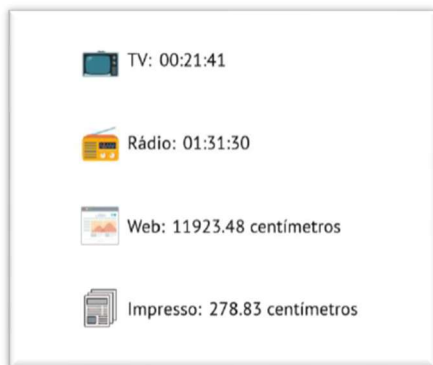 TV: 00:21:41
Rádio: 01:31:30
Web: 11923.48 centímetros
Impresso: 278.83 centímetros